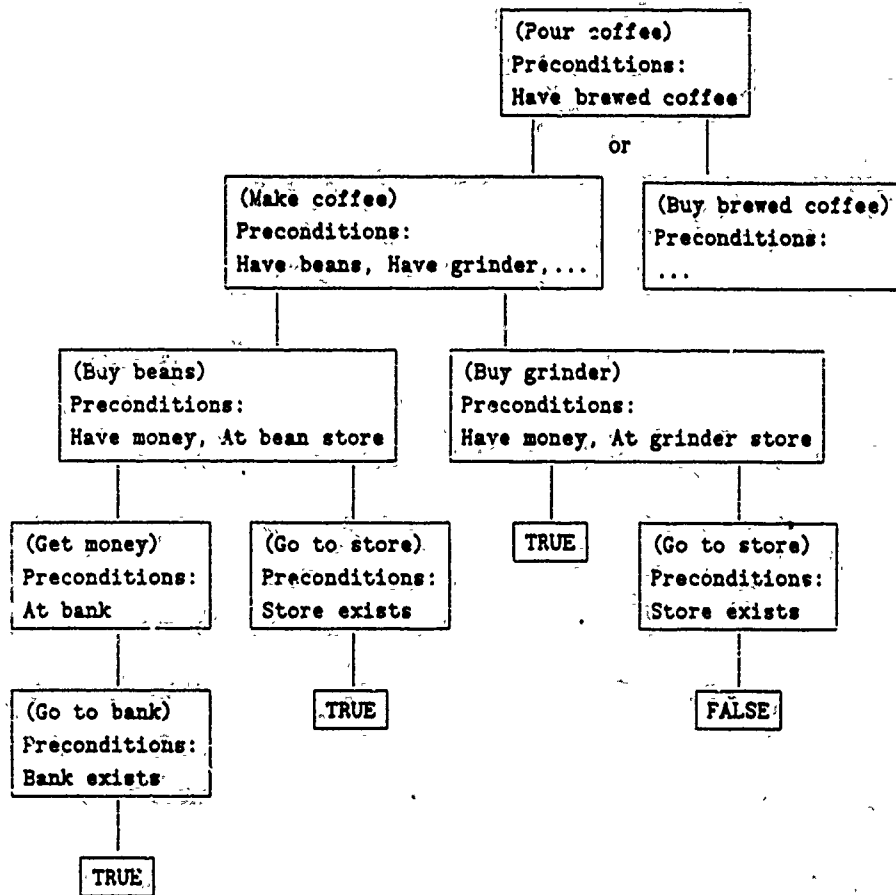 (Pour coffee)
Preconditions:
Have brewed coffee
or
(Make coffee)
Preconditions:
Have beans, Have grinder,...
(Buy brewed coffee)
Preconditions:
...
(Buy beans)
Preconditions:
Have money, At bean store
(Buy grinder)
Preconditions:
Have money, At grinder store
(Get money)
Preconditions:
At bank
(Go to store)
Preconditions:
Store exists
TRUE
(Go to store)
Preconditions:
Store exists
(Go to bank)
Preconditions:
Bank exists
TRUE
FALSE
TRUE